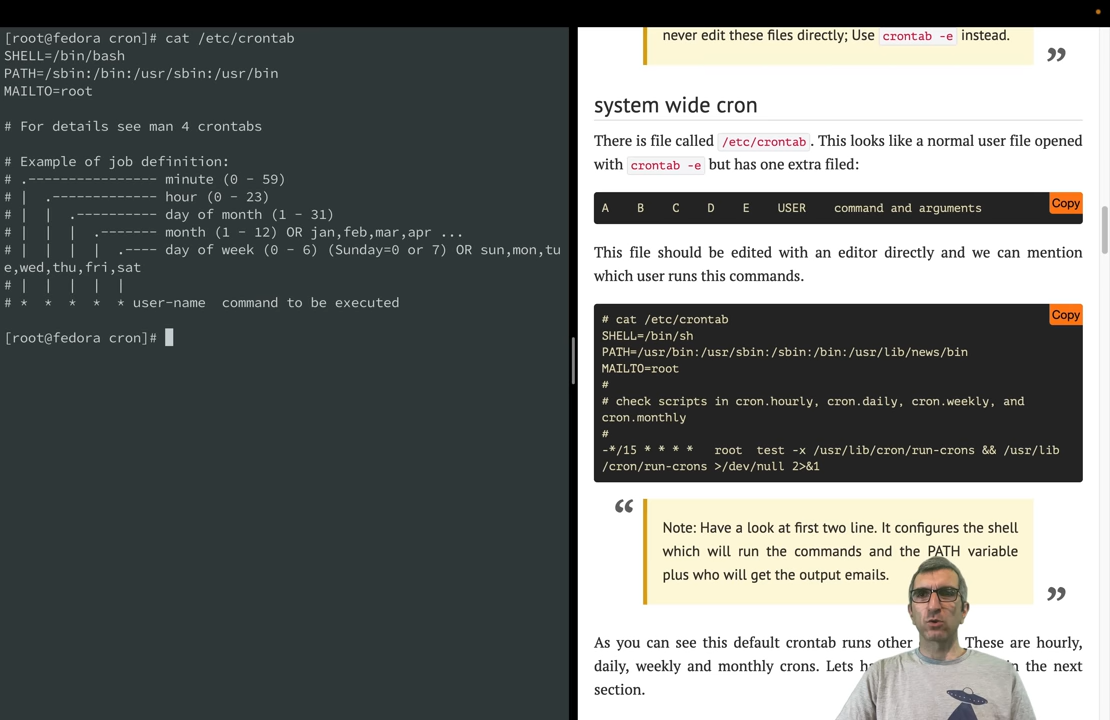 [root@fedora cron]# cat /etc/crontab
SHELL=/bin/bash
PATH=/sbin:/bin:/usr/sbin:/usr/bin
MAILTO=root
# For details see man 4 crontabs
# Example of job definition:
# .---------------- minute (0 - 59)
# |  .------------- hour (0 - 23)
# |  |  .---------- day of month (1 - 31)
# |  |  |  .------- month (1 - 12) OR jan,feb,mar,apr ...
# |  |  |  |  .---- day of week (0 - 6) (Sunday=0 or 7) OR sun,mon,tu
e,wed,thu,fri,sat
# |  |  |  |  |
# *  *  *  *  * user-name  command to be executed
[root@fedora cron]#
never edit these files directly; Use crontab -e instead.
”
system wide cron
There is file called /etc/crontab. This looks like a normal user file opened
with crontab -e but has one extra filed:
Copy
A    B    C    D    E    USER    command and arguments
This file should be edited with an editor directly and we can mention
which user runs this commands.
Copy
# cat /etc/crontab
SHELL=/bin/sh
PATH=/usr/bin:/usr/sbin:/sbin:/bin:/usr/lib/news/bin
MAILTO=root
#
# check scripts in cron.hourly, cron.daily, cron.weekly, and
cron.monthly
#
-*/15 * * * *   root  test -x /usr/lib/cron/run-crons && /usr/lib
/cron/run-crons >/dev/null 2>&1
“
Note: Have a look at first two line. It configures the shell
which will run the commands and the PATH variable
plus who will get the output emails.
”
As you can see this default crontab runs other These are hourly,
daily, weekly and monthly crons. Lets in the next
section.